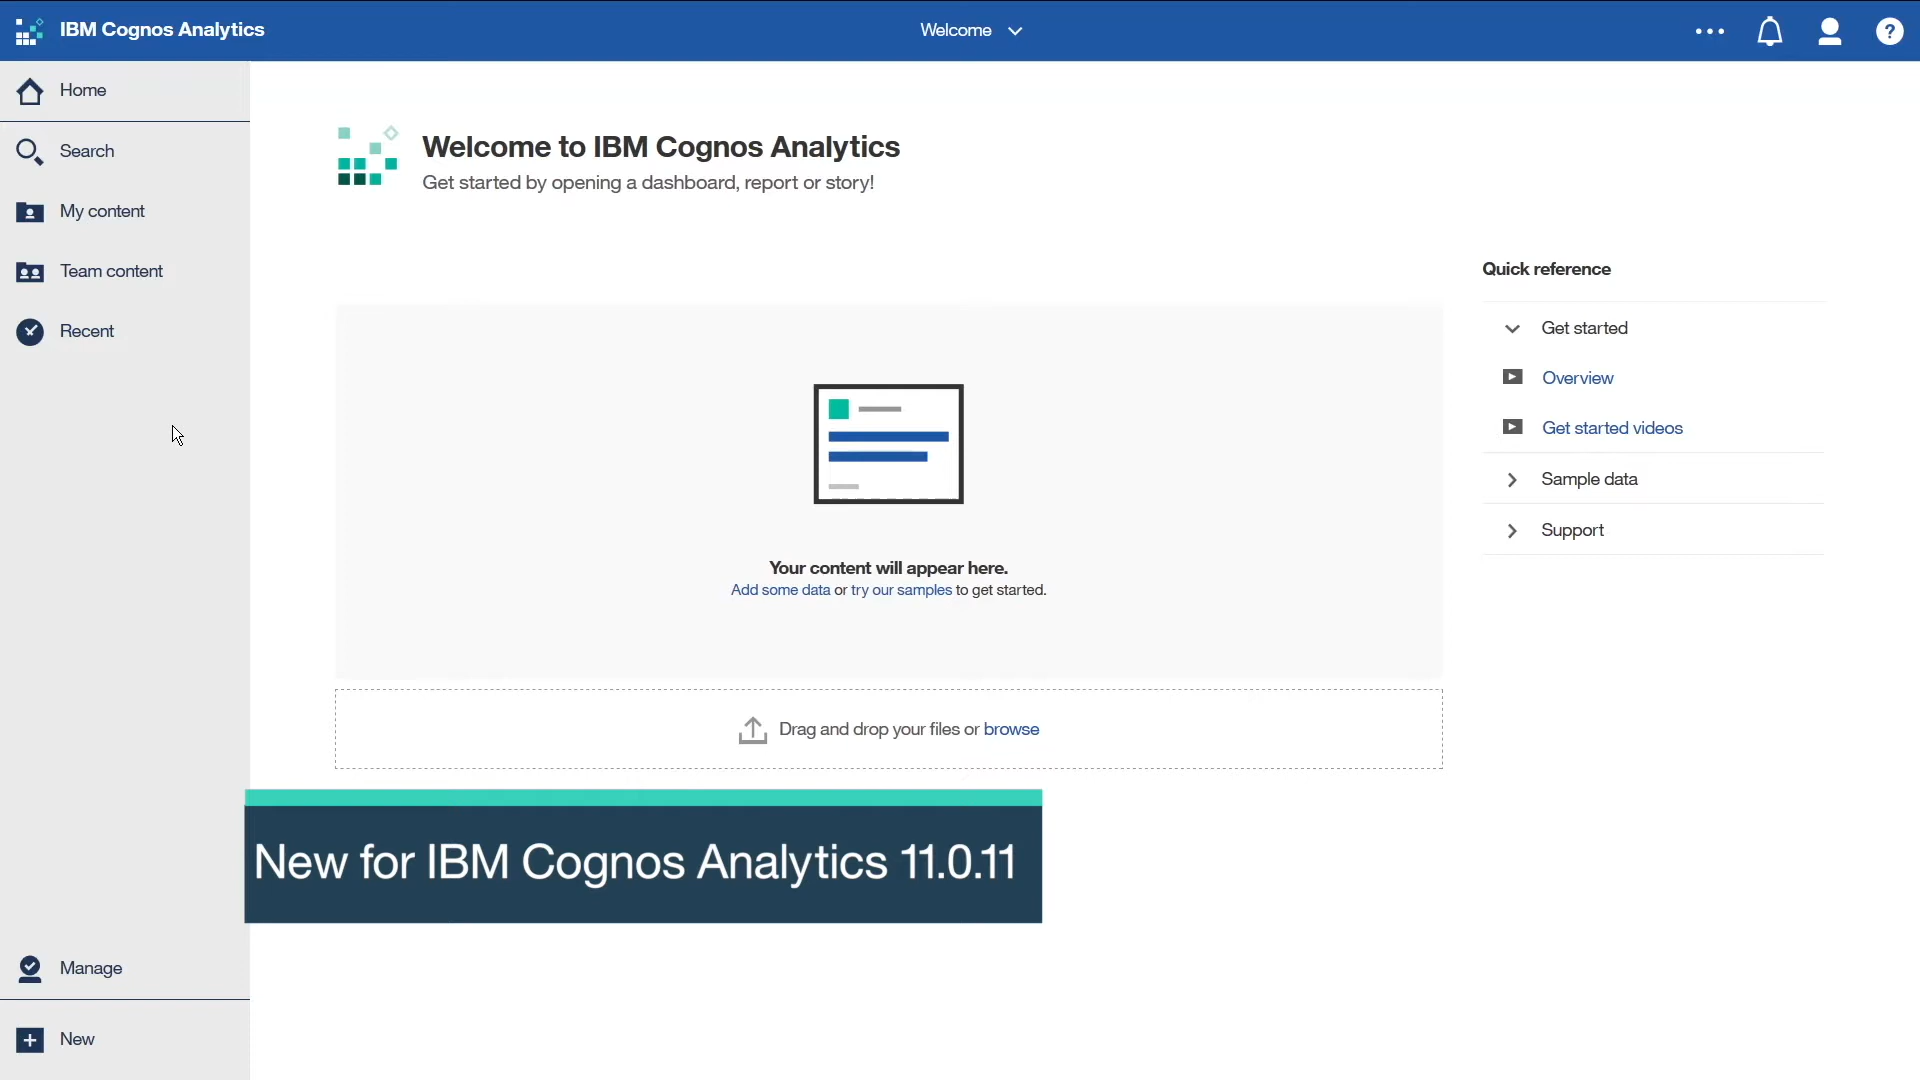 IBM Cognos Analytics
Welcome
?
Home
Search
My content
Team content
Recent
Manage
New
Welcome to IBM Cognos Analytics
Get started by opening a dashboard, report or story!
Your content will appear here.
Add some data or try our samples to get started.
Drag and drop your files or browse
Quick reference
Get started
Overview
Get started videos
Sample data
Support
New for IBM Cognos Analytics 11.0.11